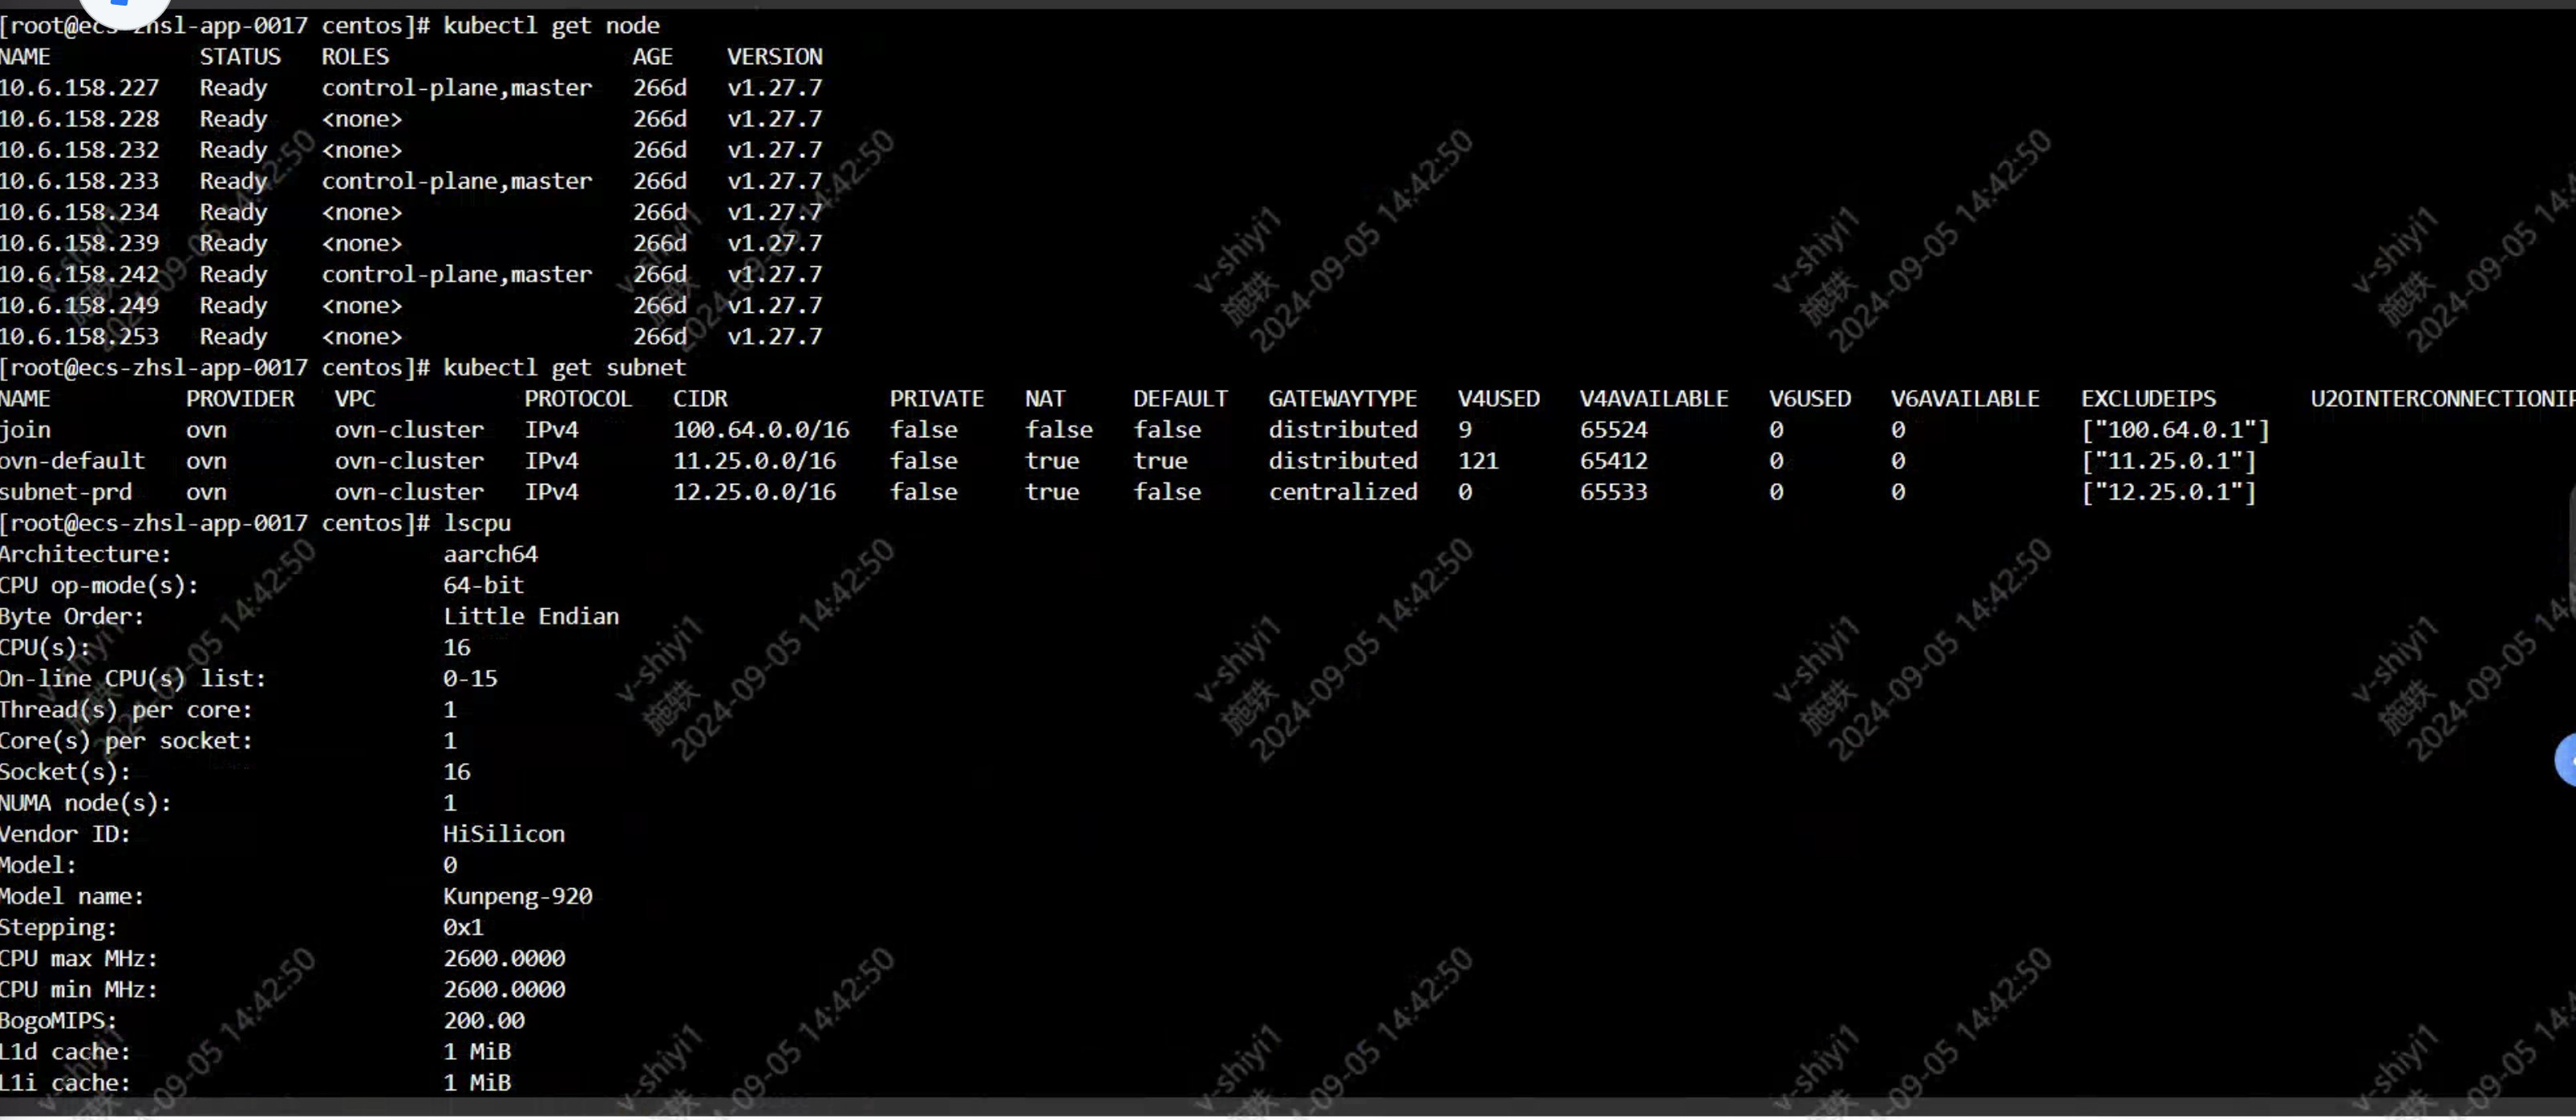 [root@ecs-zhsl-app-0017 centos]# kubectl get node
NAME STATUS ROLES AGE VERSION
10.6.158.227 Ready control-plane,master 266d v1.27.7
10.6.158.228 Ready <none> 266d v1.27.7
10.6.158.232 Ready <none> 266d v1.27.7
10.6.158.233 Ready control-plane,master 266d v1.27.7
10.6.158.234 Ready <none> 266d v1.27.7
10.6.158.239 Ready <none> 266d v1.27.7
10.6.158.242 Ready control-plane,master 266d v1.27.7
10.6.158.249 Ready <none> 266d v1.27.7
10.6.158.253 Ready <none> 266d v1.27.7
[root@ecs-zhsl-app-0017 centos]# kubectl get subnet
NAME PROVIDER VPC PROTOCOL CIDR PRIVATE NAT DEFAULT GATEWAYTYPE V4USED V4AVAILABLE V6USED V6AVAILABLE EXCLUDEIPS U2OINTERCONNECTIONIP
join ovn ovn-cluster IPv4 100.64.0.0/16 false false false distributed 9 65524 0 0 ["100.64.0.1"]
ovn-default ovn ovn-cluster IPv4 11.25.0.0/16 false true true distributed 121 65412 0 0 ["11.25.0.1"]
subnet-prd ovn ovn-cluster IPv4 12.25.0.0/16 false true false centralized 0 65533 0 0 ["12.25.0.1"]
[root@ecs-zhsl-app-0017 centos]# lscpu
Architecture: aarch64
CPU op-mode(s): 64-bit
Byte Order: Little Endian
CPU(s): 16
On-line CPU(s) list: 0-15
Thread(s) per core: 1
Core(s) per socket: 1
Socket(s): 16
NUMA node(s): 1
Vendor ID: HiSilicon
Model: 0
Model name: Kunpeng-920
Stepping: 0x1
CPU max MHz: 2600.0000
CPU min MHz: 2600.0000
BogoMIPS: 200.00
L1d cache: 1 MiB
L1i cache: 1 MiB
v-shiyi1
施轶
2024-09-05 14:42:50